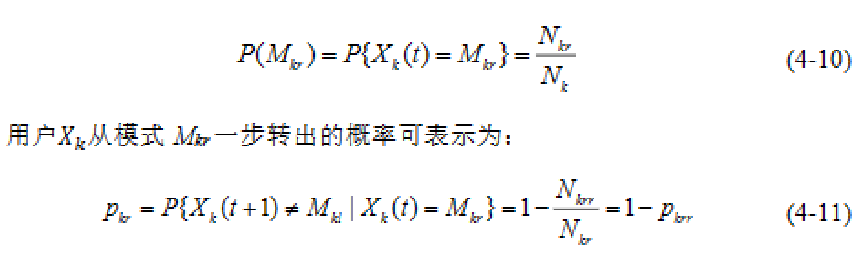 P(M_{kr}) = P{X_k(t) = M_{kr}} = \frac{N_{kr}}{N_k} (4-10)
用户X_k从模式 M_{kr}一步转出的概率可表示为:
p_{kr} = P{X_k(t+1) ≠ M_{kl} | X_k(t) = M_{kr}} = 1 - \frac{N_{krr}}{N_{kr}} = 1 - p_{krr} (4-11)